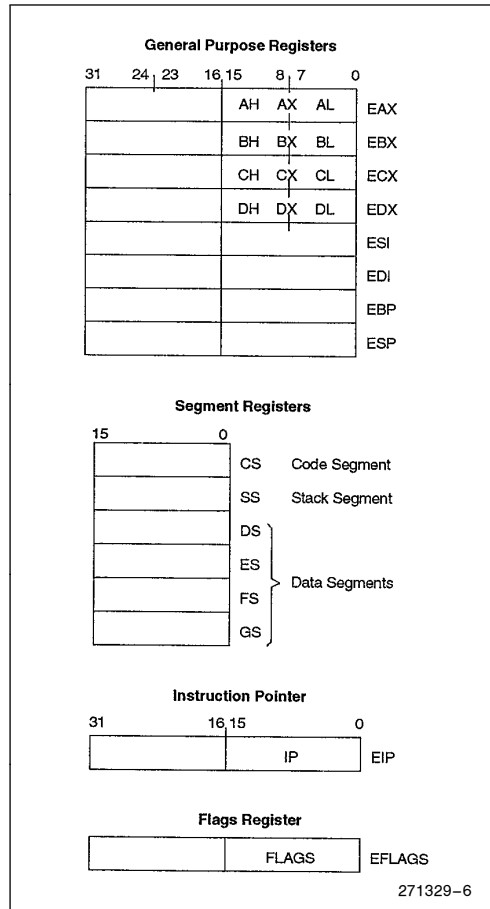 General Purpose Registers
31 24 23 16 15 8 7 0
AH AX AL EAX
BH BX BL EBX
CH CX CL ECX
DH DX DL EDX
ESI
EDI
EBP
ESP
Segment Registers
15 0
CS Code Segment
SS Stack Segment
DS
ES
Data Segments
FS
GS
Instruction Pointer
31 16 15 0
IP EIP
Flags Register
FLAGS EFLAGS
271329–6